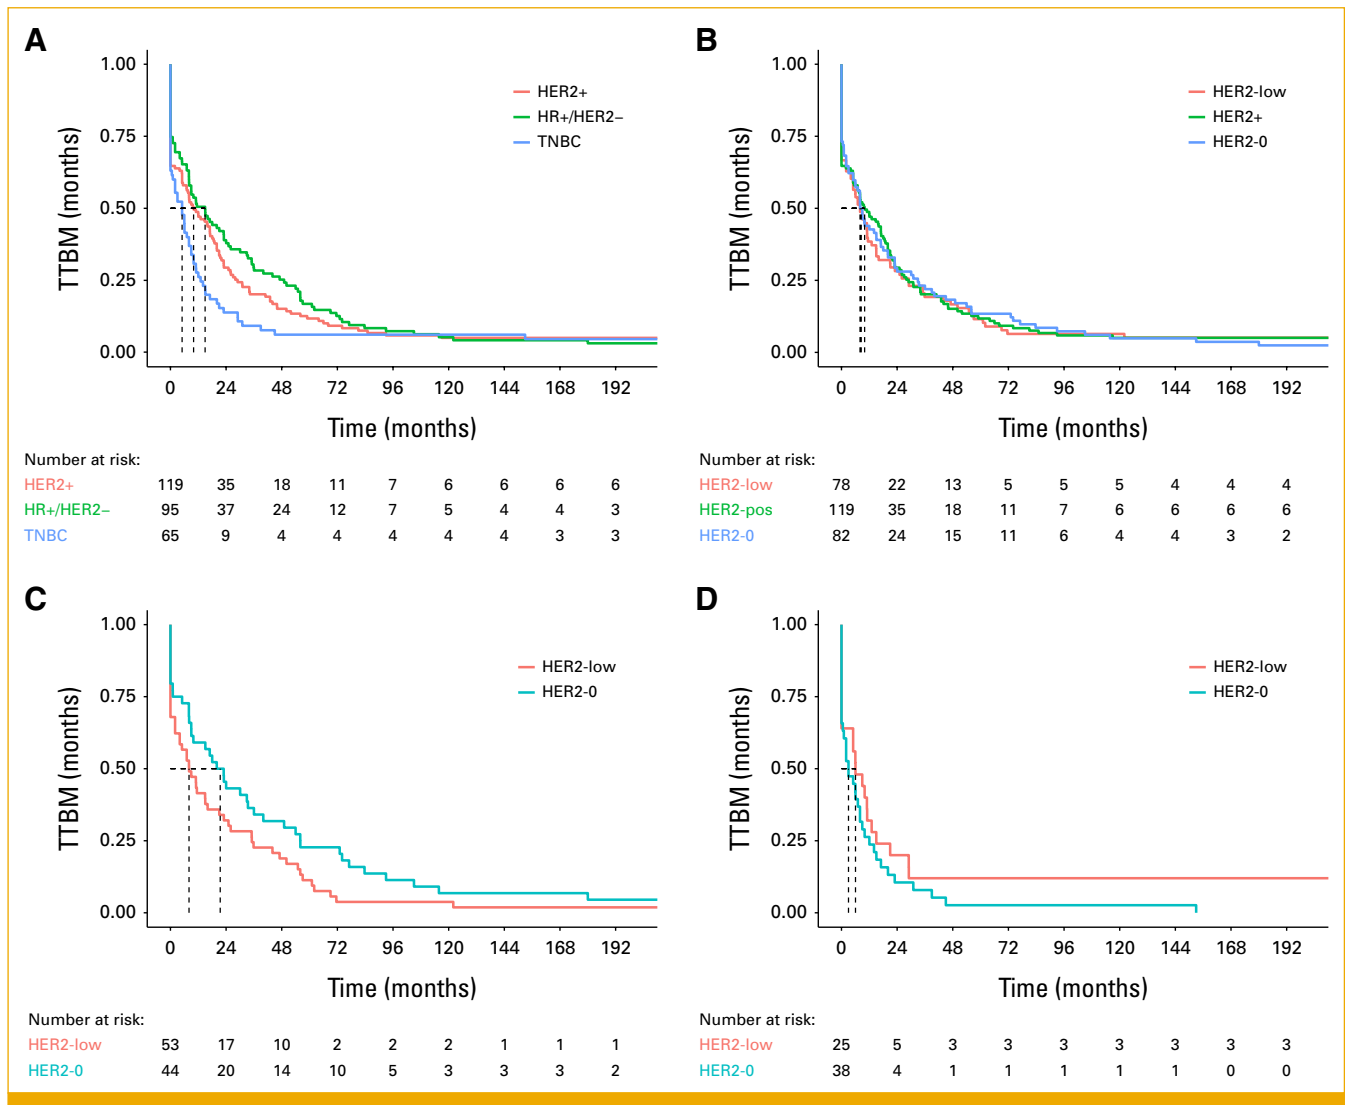 A
TTBM (months)
1.00
0.75
0.50
0.25
0.00
HER2+
HR+/HER2−
TNBC
0 24 48 72 96 120 144 168 192
Time (months)
Number at risk:
HER2+ 119 35 18 11 7 6 6 6 6
HR+/HER2− 95 37 24 12 7 5 4 4 3
TNBC 65 9 4 4 4 4 4 3 3
B
TTBM (months)
1.00
0.75
0.50
0.25
0.00
HER2-low
HER2+
HER2-0
0 24 48 72 96 120 144 168 192
Time (months)
Number at risk:
HER2-low 78 22 13 5 5 5 4 4 4
HER2-pos 119 35 18 11 7 6 6 6 6
HER2-0 82 24 15 11 6 4 4 3 2
C
TTBM (months)
1.00
0.75
0.50
0.25
0.00
HER2-low
HER2-0
0 24 48 72 96 120 144 168 192
Time (months)
Number at risk:
HER2-low 53 17 10 2 2 2 1 1 1
HER2-0 44 20 14 10 5 3 3 3 2
D
TTBM (months)
1.00
0.75
0.50
0.25
0.00
HER2-low
HER2-0
0 24 48 72 96 120 144 168 192
Time (months)
Number at risk:
HER2-low 25 5 3 3 3 3 3 3 3
HER2-0 38 4 1 1 1 1 1 0 0